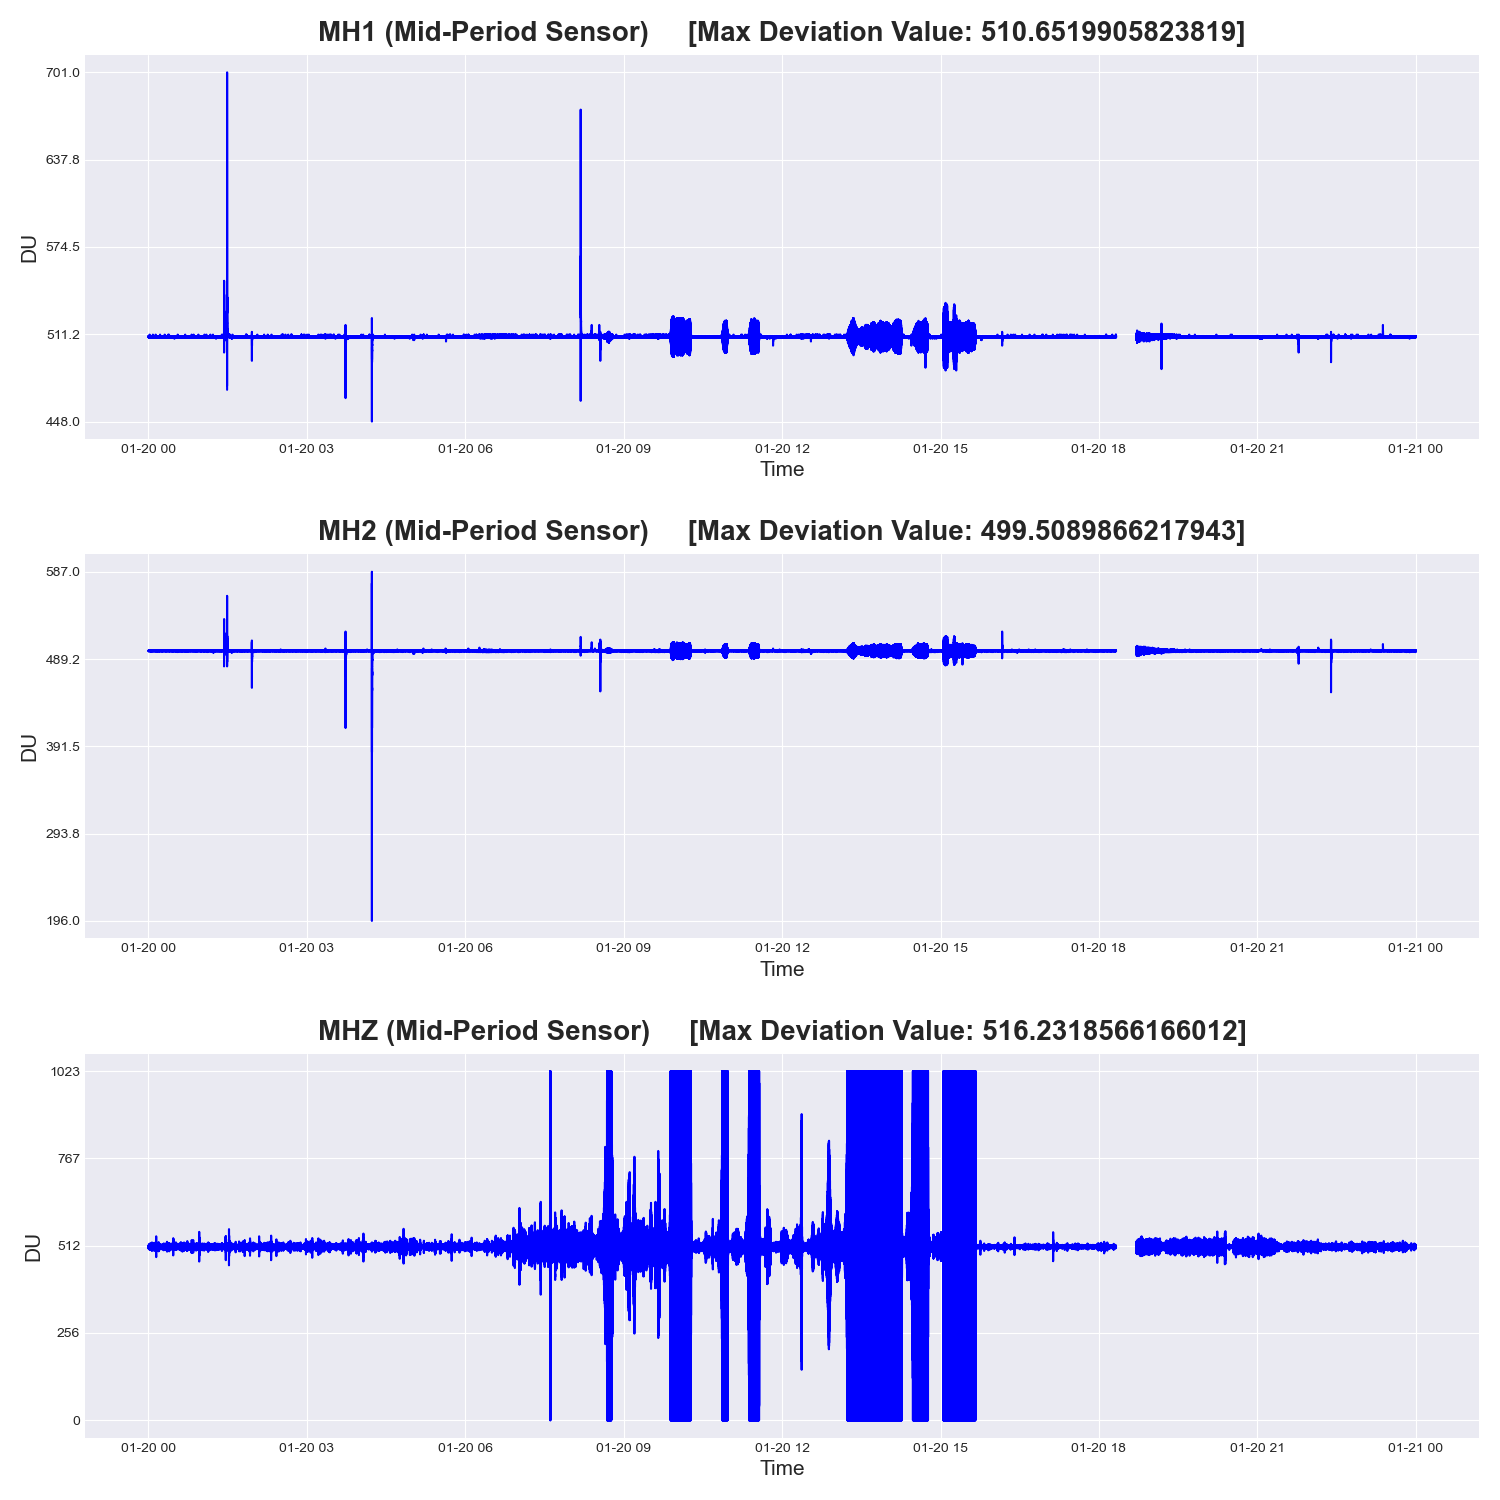 MH1 (Mid-Period Sensor) [Max Deviation Value: 510.6519905823819]
701.0
637.8
574.5
511.2
448.0
DU
01-20 00 01-20 03 01-20 06 01-20 09 01-20 12 01-20 15 01-20 18 01-20 21 01-21 00
Time
MH2 (Mid-Period Sensor) [Max Deviation Value: 499.5089866217943]
587.0
489.2
391.5
293.8
196.0
DU
01-20 00 01-20 03 01-20 06 01-20 09 01-20 12 01-20 15 01-20 18 01-20 21 01-21 00
Time
MHZ (Mid-Period Sensor) [Max Deviation Value: 516.2318566166012]
1023
767
512
256
0
DU
01-20 00 01-20 03 01-20 06 01-20 09 01-20 12 01-20 15 01-20 18 01-20 21 01-21 00
Time